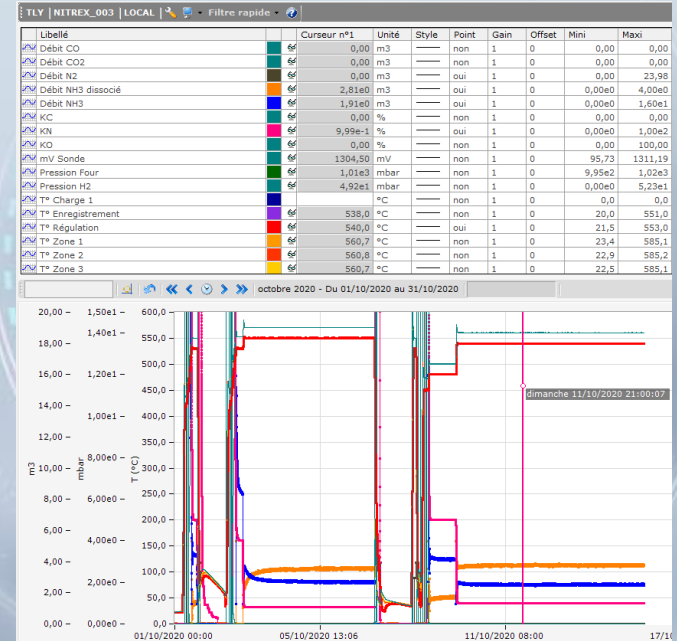 TLY | NITREX_003 | LOCAL | Filtre rapide
Libellé Curseur n°1 Unité Style Point Gain Offset Mini Maxi
Débit CO 0,00 m3 non 1 0 0,00 0,00
Débit CO2 0,00 m3 non 1 0 0,00 0,00
Débit N2 0,00 m3 oui 1 0 0,00 23,98
Débit NH3 dissocié 2,81e0 m3 oui 1 0 0,00e0 4,00e0
Débit NH3 1,91e0 m3 oui 1 0 0,00e0 1,60e1
KC 0,00 % non 1 0 0,00 0,00
KN 9,99e-1 % oui 1 0 0,00e0 1,00e2
KO 0,00 % non 1 0 0,00 100,00
mV Sonde 1304,50 mV non 1 0 95,73 1311,19
Pression Four 1,01e3 mbar non 1 0 9,95e2 1,02e3
Pression H2 4,92e1 mbar non 1 0 0,00e0 5,23e1
T° Charge 1 °C non 1 0 0,0 0,0
T° Enregistrement 538,0 °C non 1 0 20,0 551,0
T° Régulation 540,0 °C oui 1 0 21,5 553,0
T° Zone 1 560,7 °C non 1 0 23,4 585,1
T° Zone 2 560,8 °C non 1 0 22,9 585,2
T° Zone 3 560,7 °C non 1 0 22,5 585,1
octobre 2020 - Du 01/10/2020 au 31/10/2020
20,00 1,50e1 600,0
1,40e1 550,0
18,00
500,0
16,00 1,20e1 450,0
14,00 400,0
1,00e1
12,00 350,0
m3 10,00 mbar 8,00e0 T (°C) 300,0
8,00 6,00e0 250,0
6,00 200,0
4,00e0
4,00 150,0
2,00e0 100,0
2,00 50,0
0,00 0,00e0 0,0
dimanche 11/10/2020 21:00:07
01/10/2020 00:00 05/10/2020 13:06 11/10/2020 08:00 17/10